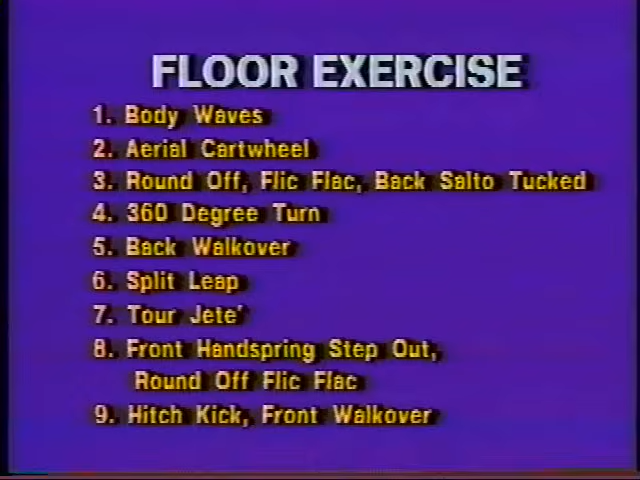 FLOOR EXERCISE
1. Body Waves
2. Aerial Cartwheel
3. Round Off, Flic Flac, Back Salto Tucked
4. 360 Degree Turn
5. Back Walkover
6. Split Leap
7. Tour Jete'
8. Front Handspring Step Out,
Round Off Flic Flac
9. Hitch Kick, Front Walkover